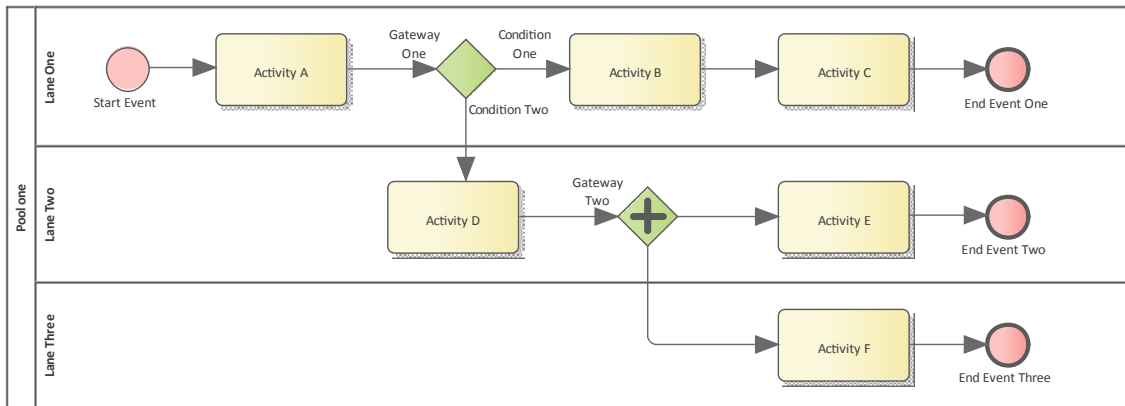 Pool one
Lane One
Start Event
Activity A
Gateway
One
Condition
One
Condition Two
Activity B
Activity C
End Event One
Lane Two
Activity D
Gateway
Two
Activity E
End Event Two
Lane Three
Activity F
End Event Three